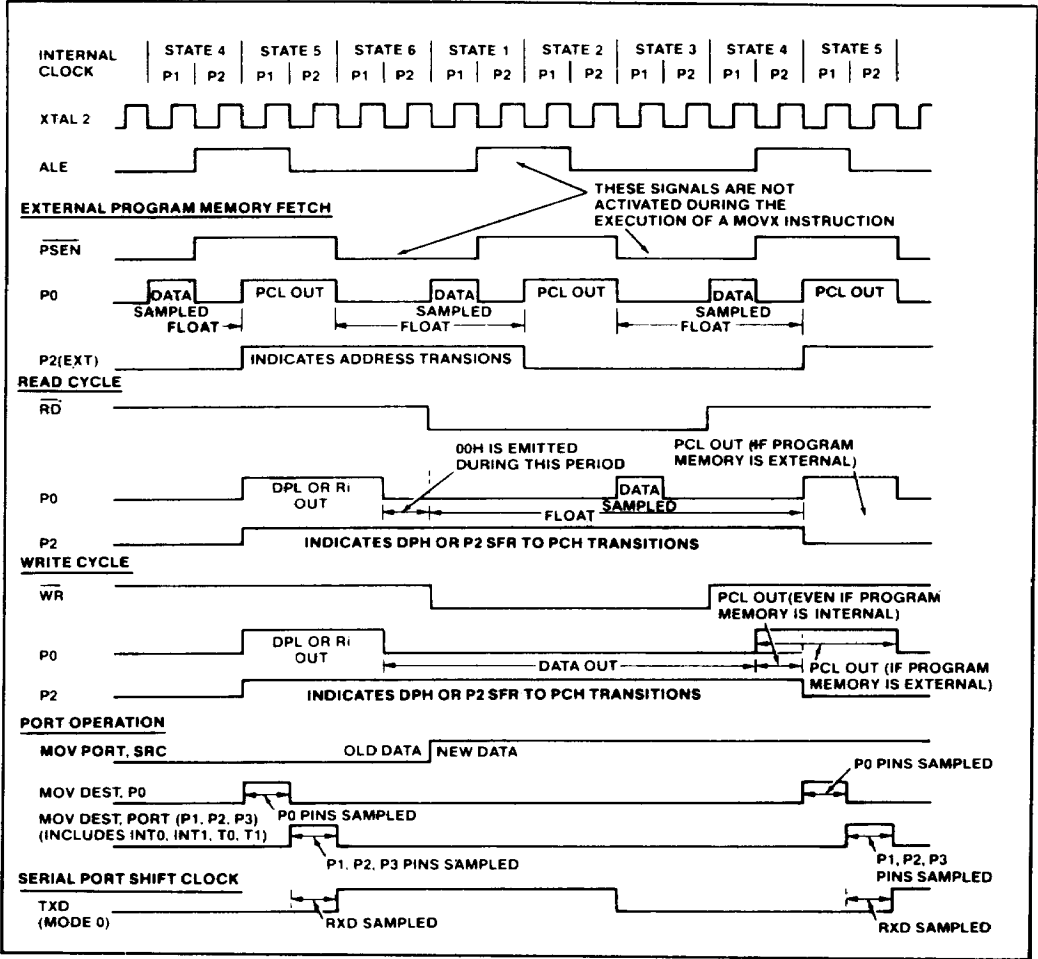 INTERNAL CLOCK
STATE 4 STATE 5 STATE 6 STATE 1 STATE 2 STATE 3 STATE 4 STATE 5
P1 P2 P1 P2 P1 P2 P1 P2 P1 P2 P1 P2 P1 P2 P1 P2
XTAL 2
ALE
THESE SIGNALS ARE NOT
ACTIVATED DURING THE
EXECUTION OF A MOVX INSTRUCTION
EXTERNAL PROGRAM MEMORY FETCH
PSEN
P0
DATA SAMPLED
FLOAT
PCL OUT
DATA SAMPLED
FLOAT
PCL OUT
DATA SAMPLED
FLOAT
PCL OUT
P2(EXT)
INDICATES ADDRESS TRANSIONS
READ CYCLE
RD
00H IS EMITTED
DURING THIS PERIOD
PCL OUT (IF PROGRAM
MEMORY IS EXTERNAL)
P0
DPL OR Ri
OUT
DATA
SAMPLED
FLOAT
P2
INDICATES DPH OR P2 SFR TO PCH TRANSITIONS
WRITE CYCLE
WR
PCL OUT(EVEN IF PROGRAM
MEMORY IS INTERNAL)
P0
DPL OR Ri
OUT
DATA OUT
PCL OUT (IF PROGRAM
MEMORY IS EXTERNAL)
P2
INDICATES DPH OR P2 SFR TO PCH TRANSITIONS
PORT OPERATION
MOV PORT, SRC
OLD DATA NEW DATA
P0 PINS SAMPLED
MOV DEST, P0
P0 PINS SAMPLED
MOV DEST, PORT (P1, P2, P3)
(INCLUDES INT0, INT1, T0, T1)
P1, P2, P3 PINS SAMPLED
P1, P2, P3
PINS SAMPLED
SERIAL PORT SHIFT CLOCK
TXD
(MODE 0)
RXD SAMPLED
RXD SAMPLED